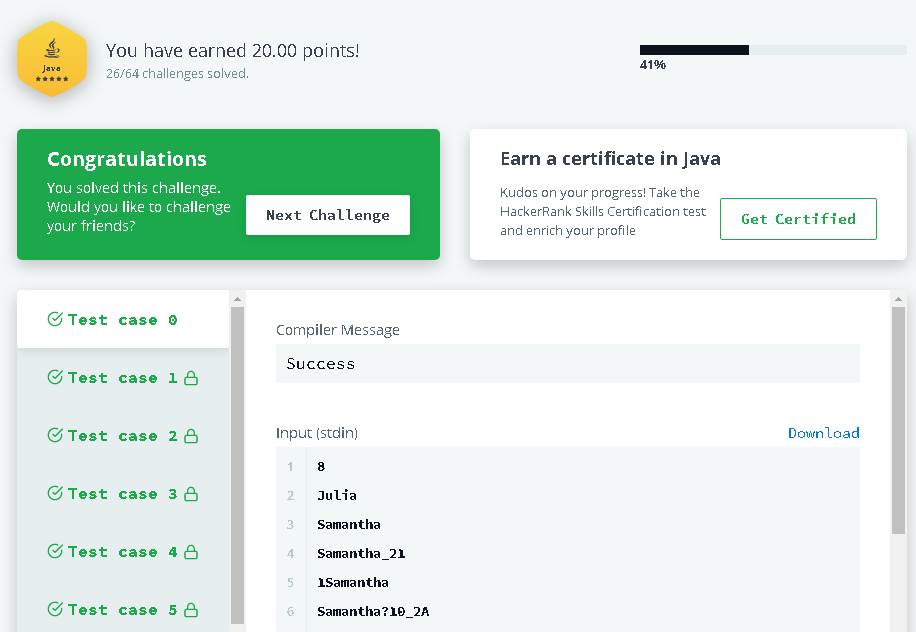 Java
★★★★★
You have earned 20.00 points!
26/64 challenges solved.
41%
Congratulations
You solved this challenge.
Would you like to challenge
your friends?
Next Challenge
Earn a certificate in Java
Kudos on your progress! Take the
HackerRank Skills Certification test
and enrich your profile
Get Certified
Test case 0
Test case 1
Test case 2
Test case 3
Test case 4
Test case 5
Compiler Message
Success
Input (stdin)
Download
1 8
2 Julia
3 Samantha
4 Samantha_21
5 1Samantha
6 Samantha?10_2A